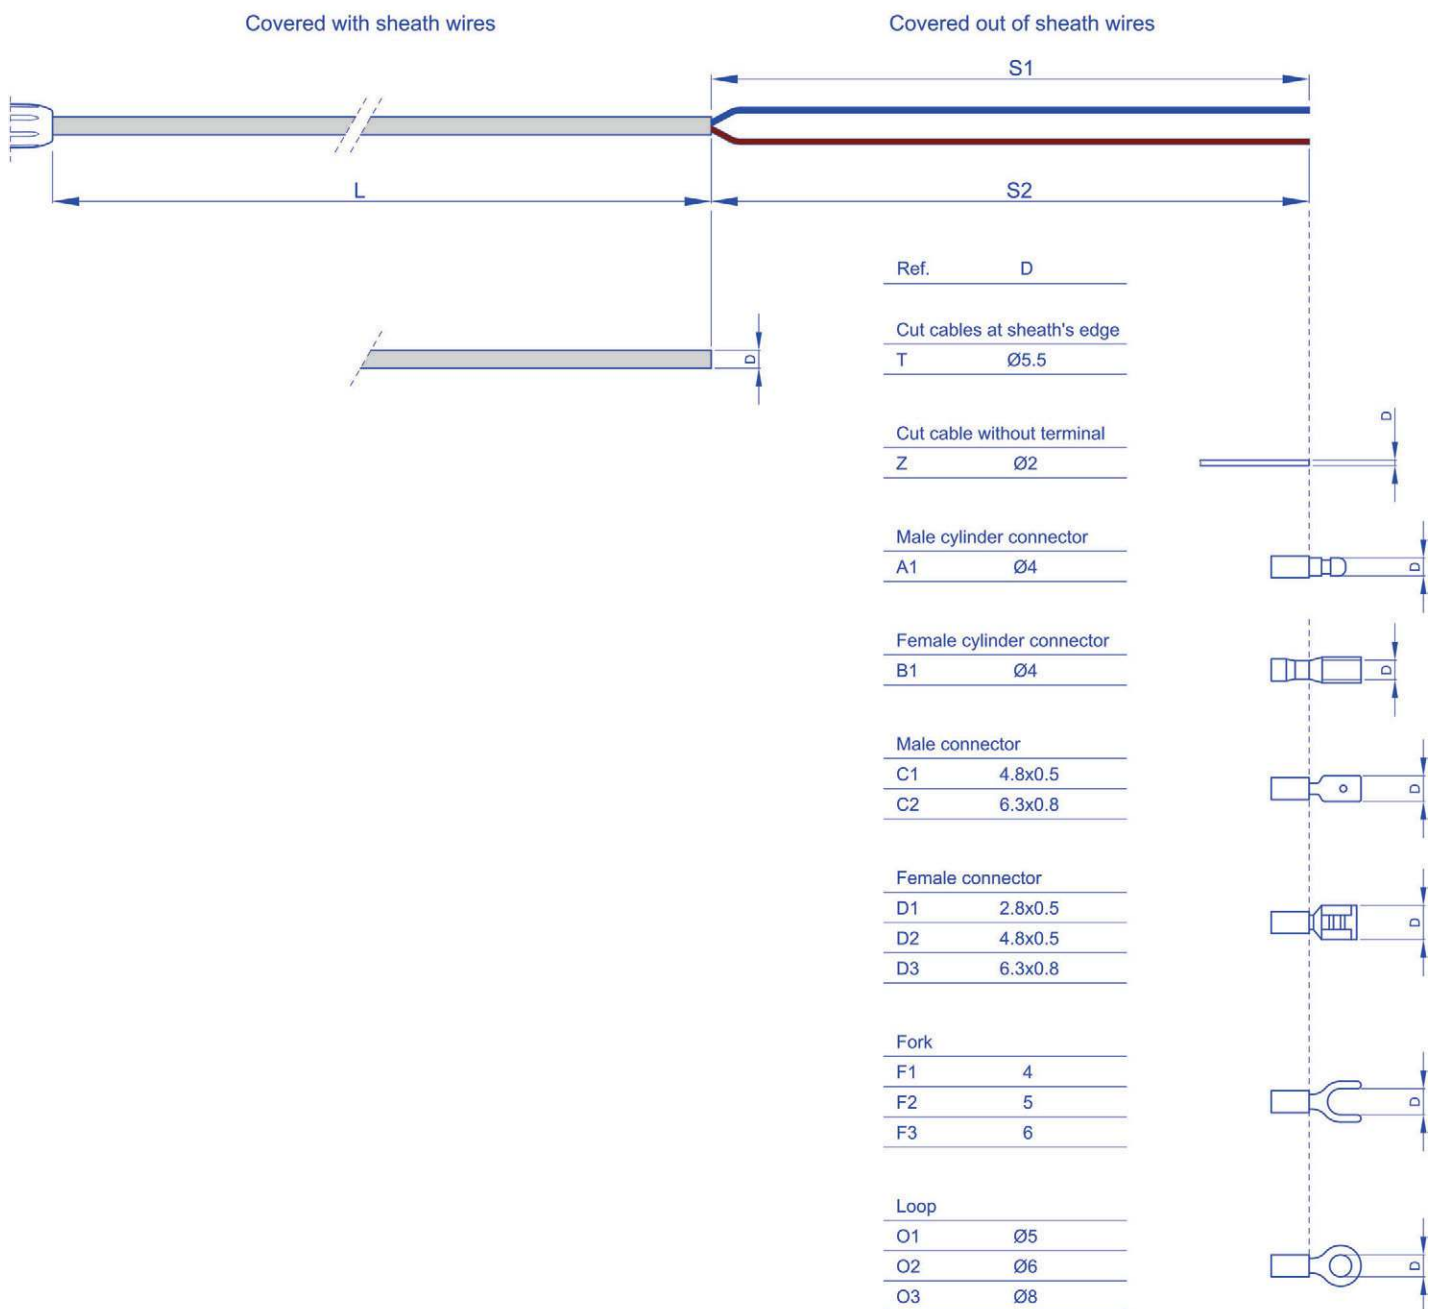 Covered with sheath wires
Covered out of sheath wires
S1
L
S2
Ref. D
Cut cables at sheath's edge
T Ø5.5
D
Cut cable without terminal
Z Ø2
D
Male cylinder connector
A1 Ø4
D
Female cylinder connector
B1 Ø4
D
Male connector
C1 4.8x0.5
C2 6.3x0.8
D
Female connector
D1 2.8x0.5
D2 4.8x0.5
D3 6.3x0.8
D
Fork
F1 4
F2 5
F3 6
D
Loop
O1 Ø5
O2 Ø6
O3 Ø8
D